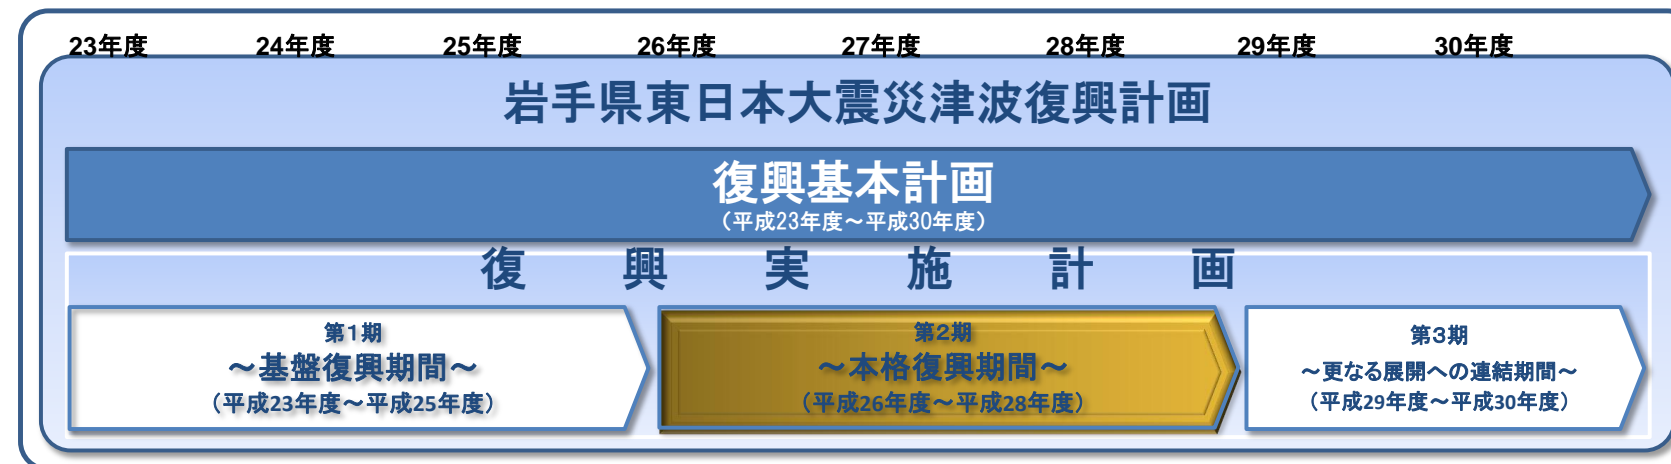 23年度 24年度 25年度 26年度 27年度 28年度 29年度 30年度
岩手県東日本大震災津波復興計画
復興基本計画
（平成23年度～平成30年度）
復興実施計画
第1期
～基盤復興期間～
（平成23年度～平成25年度）
第2期
～本格復興期間～
（平成26年度～平成28年度）
第3期
～更なる展開への連結期間～
（平成29年度～平成30年度）